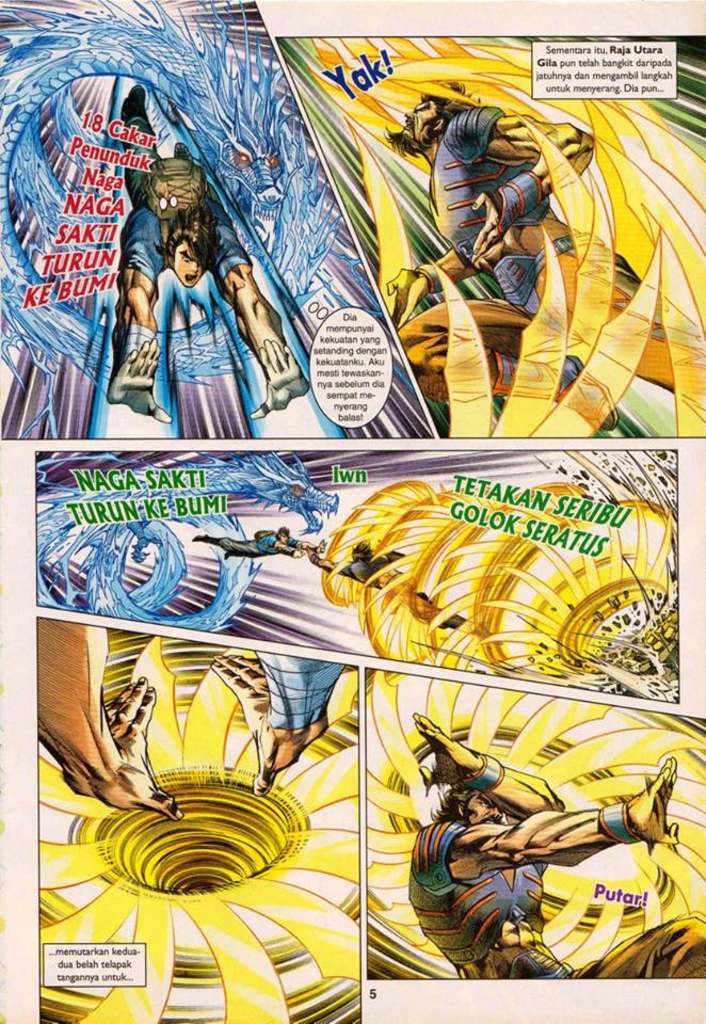 18 Cakar
Penunduk
Naga
NAGA
SAKTI
TURUN
KE BUMI
Dia
mempunyai
kekuatan yang
setanding dengan
kekuatanku. Aku
mesti tewaskan-
nya sebelum dia
menyerang
balas!
Yak!
Sementara itu, Raja Utara
Gila pun telah bangkit daripada
jatuhnya dan mengambil langkah
untuk menyerang. Dia pun...
NAGA SAKTI
TURUN KE BUMI
lwn
TETAKAN SERIBU
GOLOK SERATUS
...memutarkan kedua-
dua belah telapak
tangannya untuk...
Putar!
5